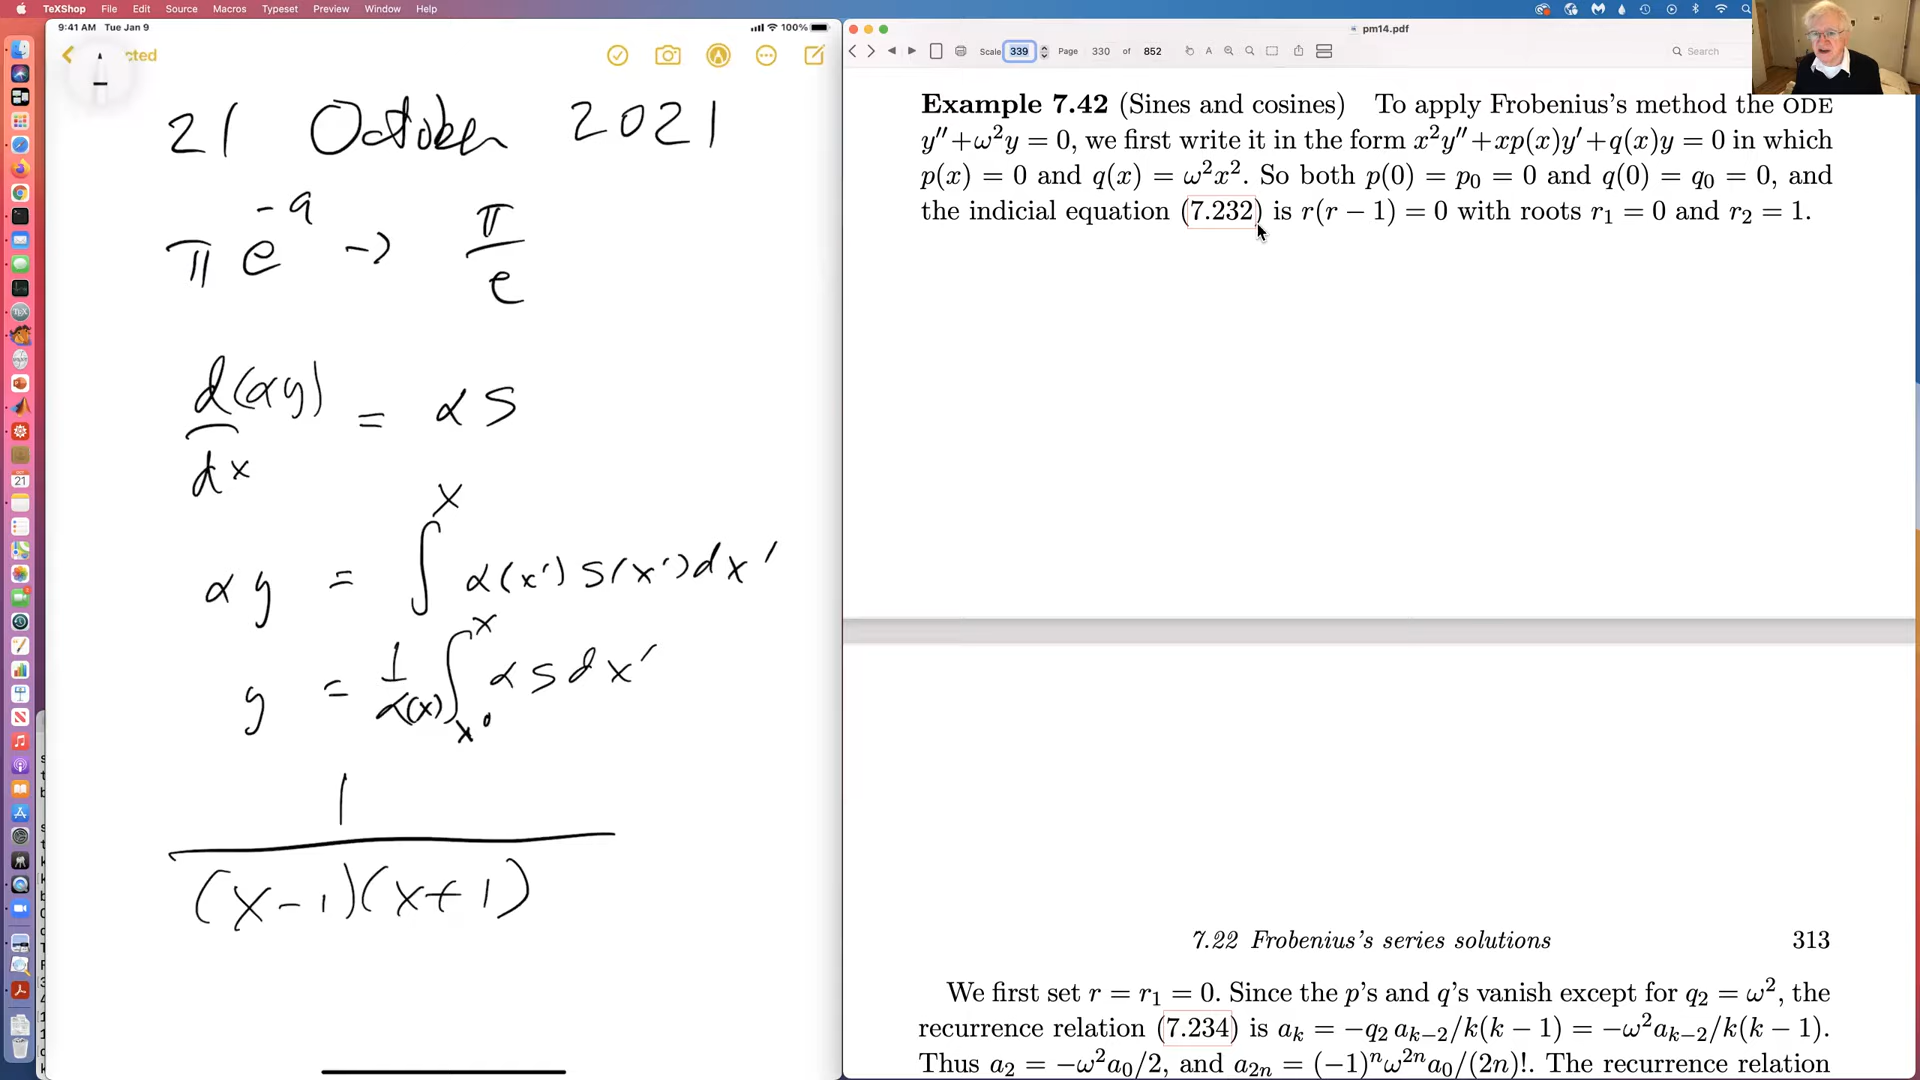 TeXShop File Edit Source Macros Typeset Preview Window Help
9:41 AM Tue Jan 9
100%
cted
21 October 2021
π e^{-a} → π/e
d(αy)/dx = α s
α y = ∫^x α(x') s(x') dx'
y = 1/α(x) ∫_{x_0}^x α s dx'
1/((x-1)(x+1))
pm14.pdf
Scale 339 Page 330 of 852
Search
Example 7.42 (Sines and cosines) To apply Frobenius's method the ODE
y″+ω²y = 0, we first write it in the form x²y″+xp(x)y′+q(x)y = 0 in which
p(x) = 0 and q(x) = ω²x². So both p(0) = p₀ = 0 and q(0) = q₀ = 0, and
the indicial equation (7.232) is r(r − 1) = 0 with roots r₁ = 0 and r₂ = 1.
7.22 Frobenius's series solutions 313
We first set r = r₁ = 0. Since the p's and q's vanish except for q₂ = ω², the
recurrence relation (7.234) is aₖ = −q₂ aₖ₋₂/k(k − 1) = −ω²aₖ₋₂/k(k − 1).
Thus a₂ = −ω²a₀/2, and a₂ₙ = (−1)ⁿω²ⁿa₀/(2n)!. The recurrence relation